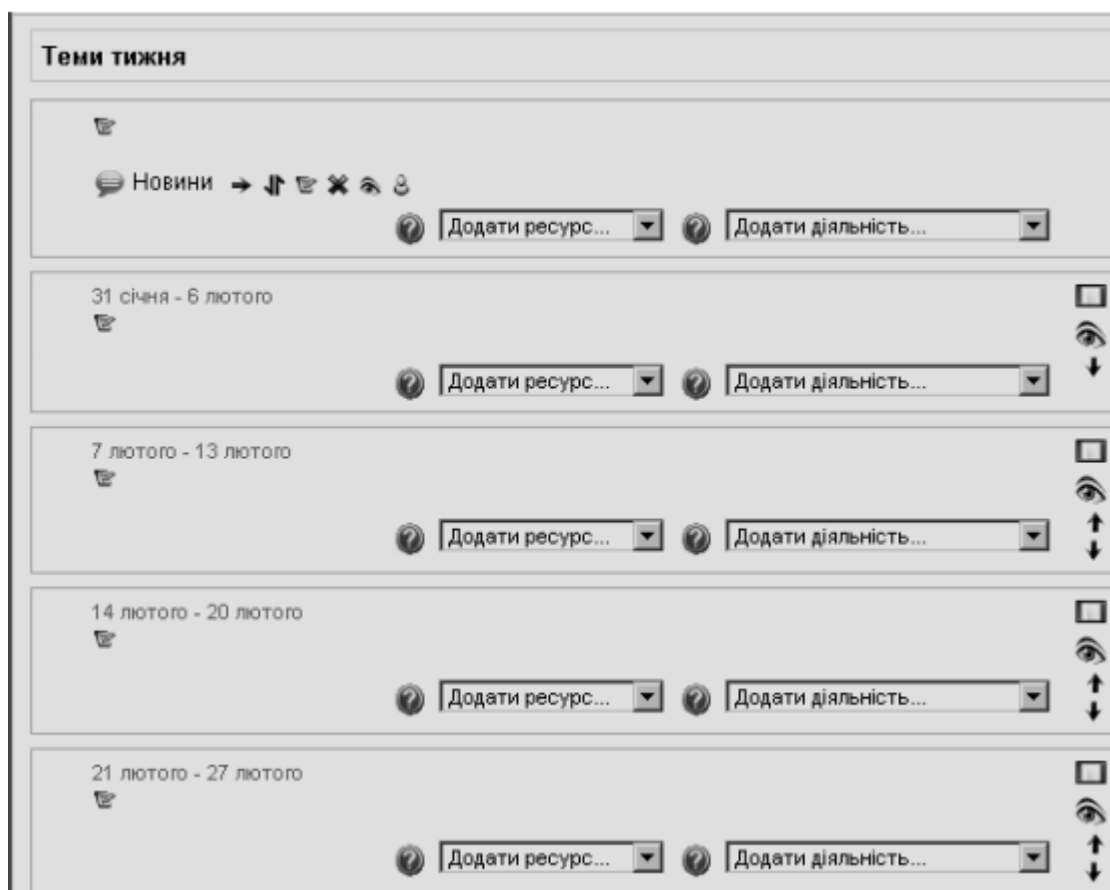 Теми тижня
Новини
Додати ресурс... Додати діяльність...
31 січня - 6 лютого
Додати ресурс... Додати діяльність...
7 лютого - 13 лютого
Додати ресурс... Додати діяльність...
14 лютого - 20 лютого
Додати ресурс... Додати діяльність...
21 лютого - 27 лютого
Додати ресурс... Додати діяльність...